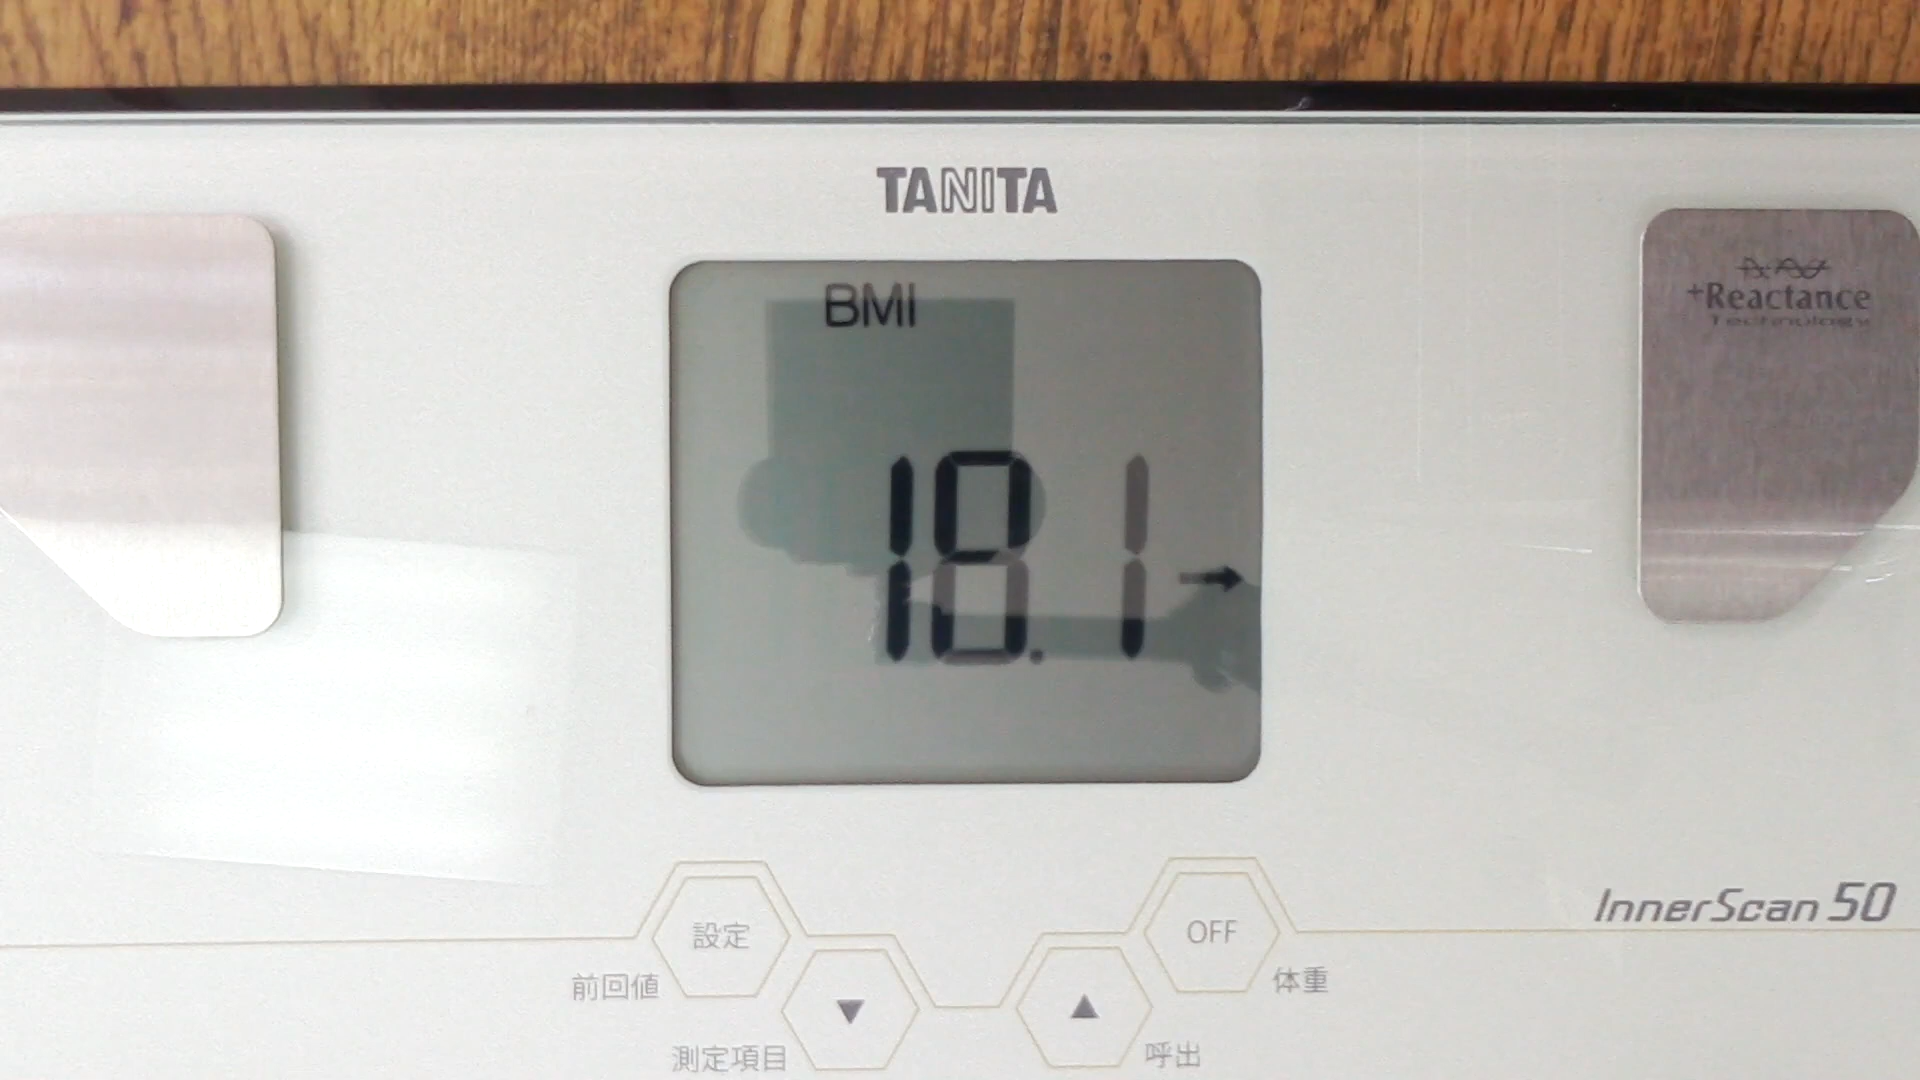 TANITA
BMI
18.1
+Reactance
Technology
InnerScan 50
設定
OFF
前回値
体重
▼
▲
測定項目
呼出